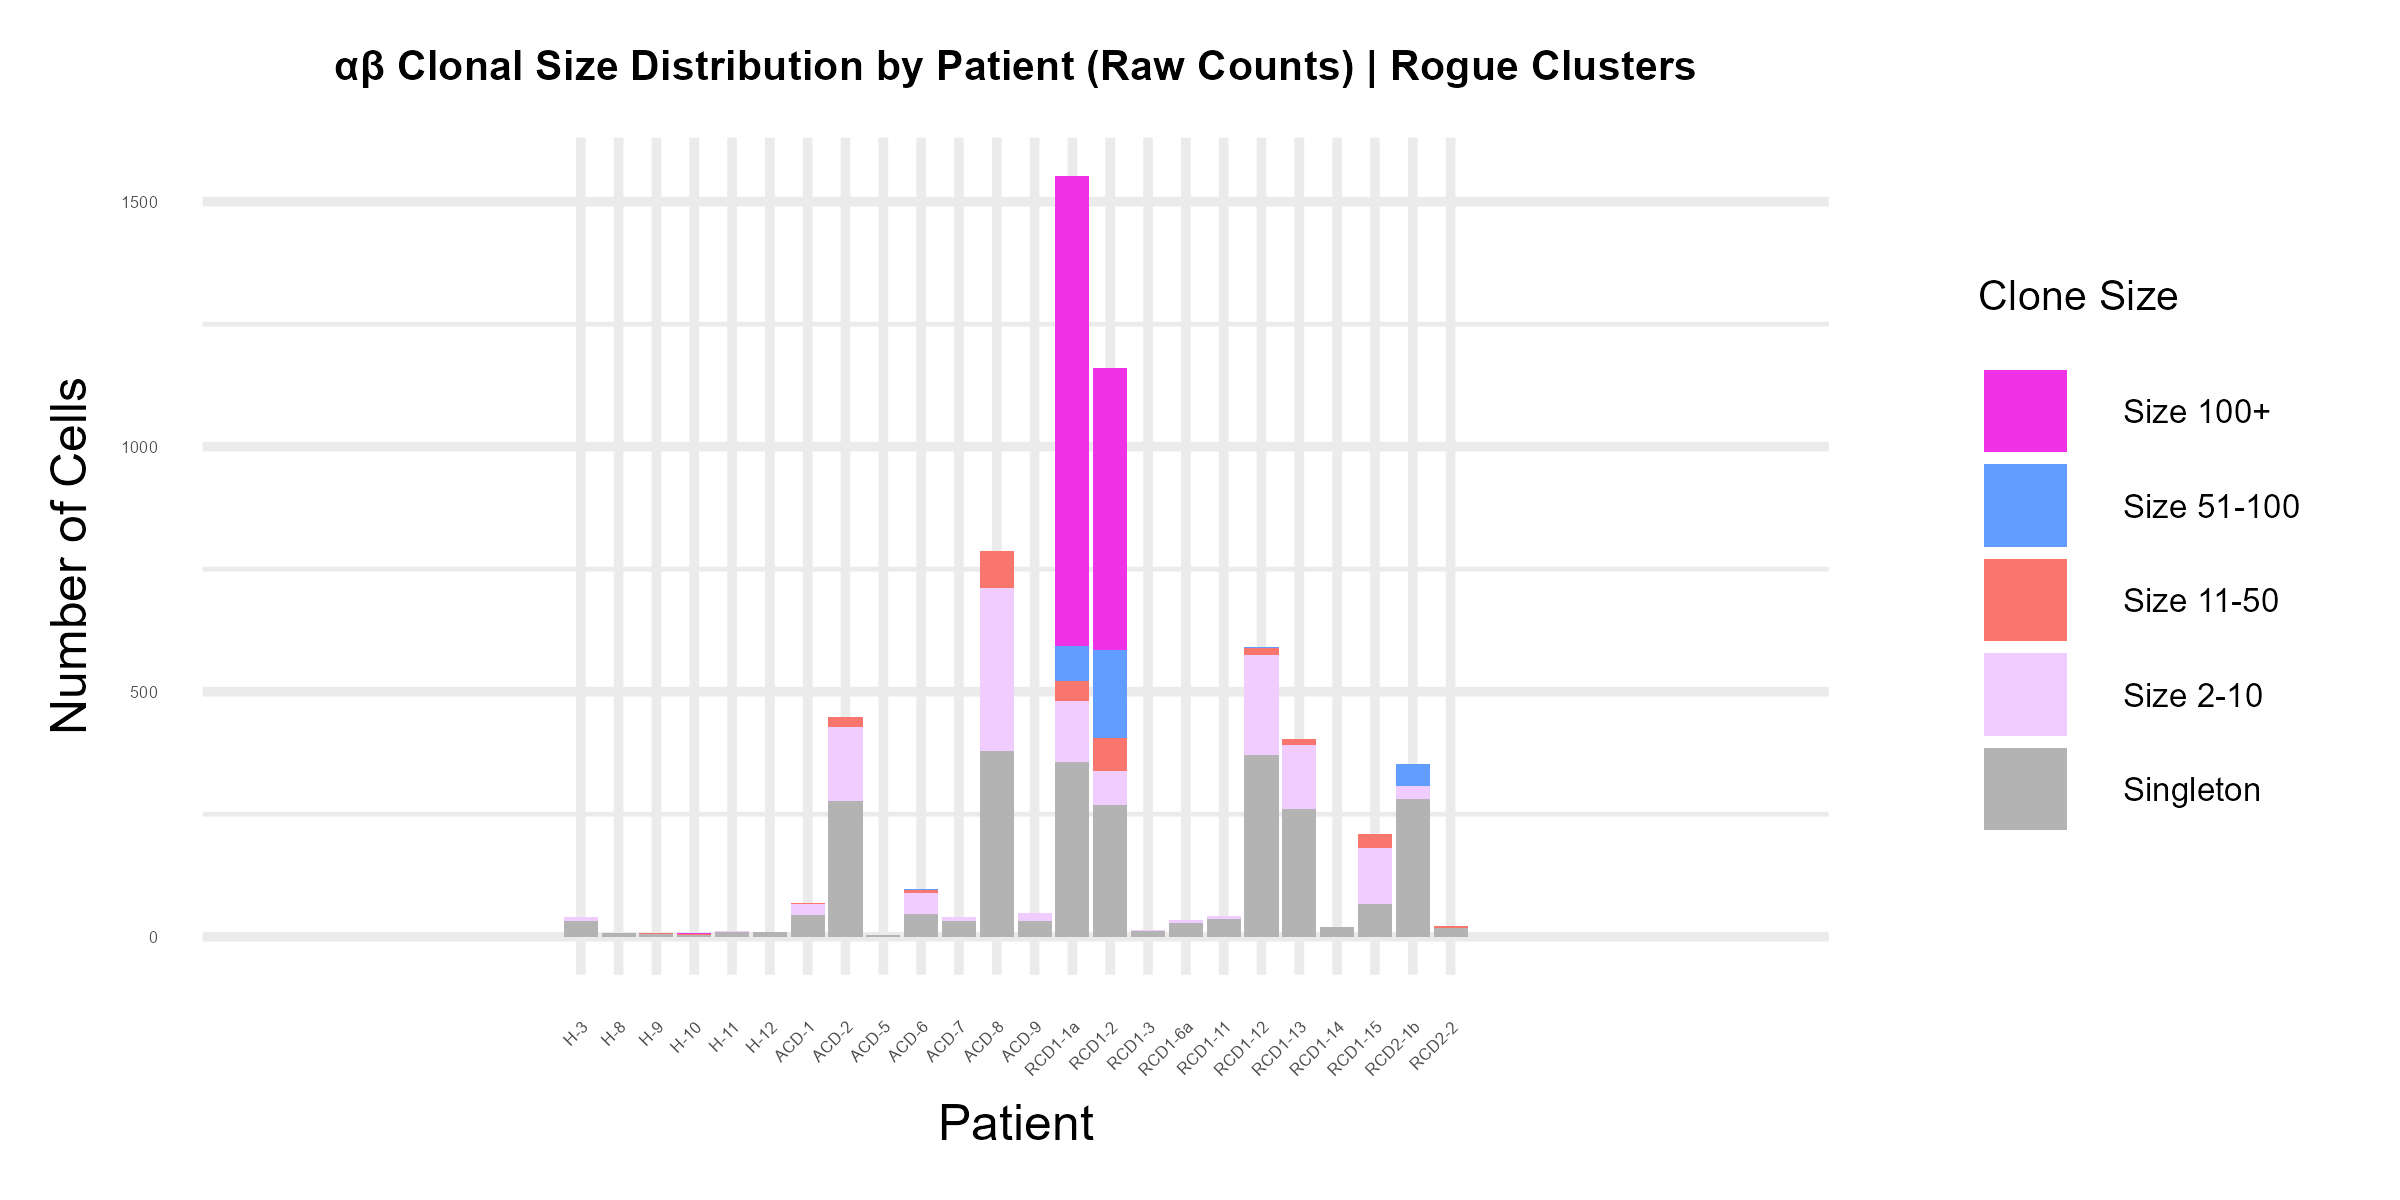 αβ Clonal Size Distribution by Patient (Raw Counts) | Rogue Clusters
Number of Cells
1500
1000
500
0
H-3
H-8
H-9
H-10
H-11
H-12
ACD-1
ACD-2
ACD-5
ACD-6
ACD-7
ACD-8
ACD-9
RCD1-1a
RCD1-2
RCD1-3
RCD1-6a
RCD1-11
RCD1-12
RCD1-13
RCD1-14
RCD1-15
RCD2-1b
RCD2-2
Patient
Clone Size
Size 100+
Size 51-100
Size 11-50
Size 2-10
Singleton